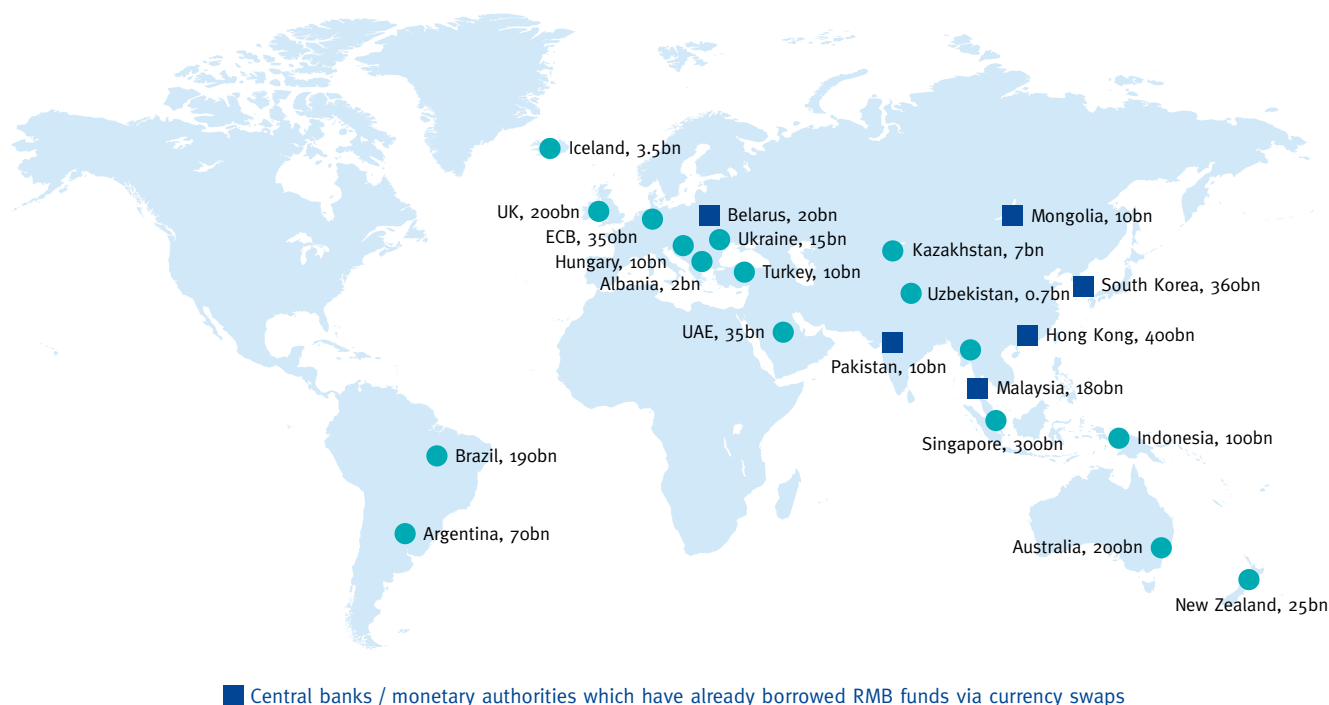 Iceland, 3.5bn
UK, 200bn
Belarus, 20bn
Mongolia, 10bn
ECB, 350bn
Ukraine, 15bn
Kazakhstan, 7bn
Hungary, 10bn
Turkey, 10bn
Albania, 2bn
South Korea, 360bn
Uzbekistan, 0.7bn
UAE, 35bn
Hong Kong, 400bn
Pakistan, 10bn
Malaysia, 180bn
Singapore, 300bn
Indonesia, 100bn
Brazil, 190bn
Argentina, 70bn
Australia, 200bn
New Zealand, 25bn
Central banks / monetary authorities which have already borrowed RMB funds via currency swaps